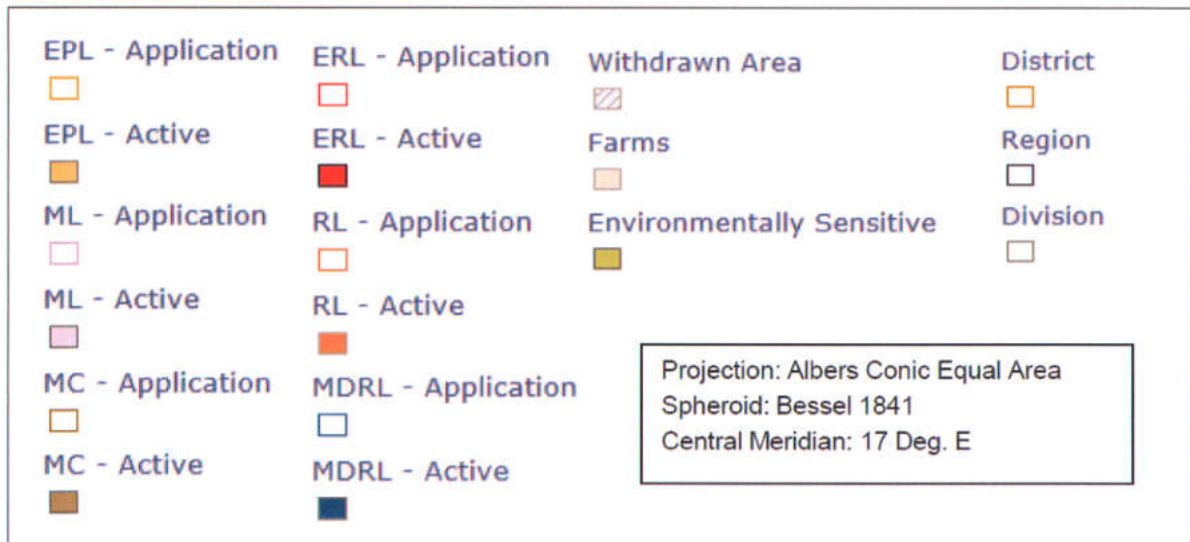 EPL - Application
EPL - Active
ML - Application
ML - Active
MC - Application
MC - Active
ERL - Application
ERL - Active
RL - Application
RL - Active
MDRL - Application
MDRL - Active
Withdrawn Area
Farms
Environmentally Sensitive
District
Region
Division
Projection: Albers Conic Equal Area
Spheroid: Bessel 1841
Central Meridian: 17 Deg. E